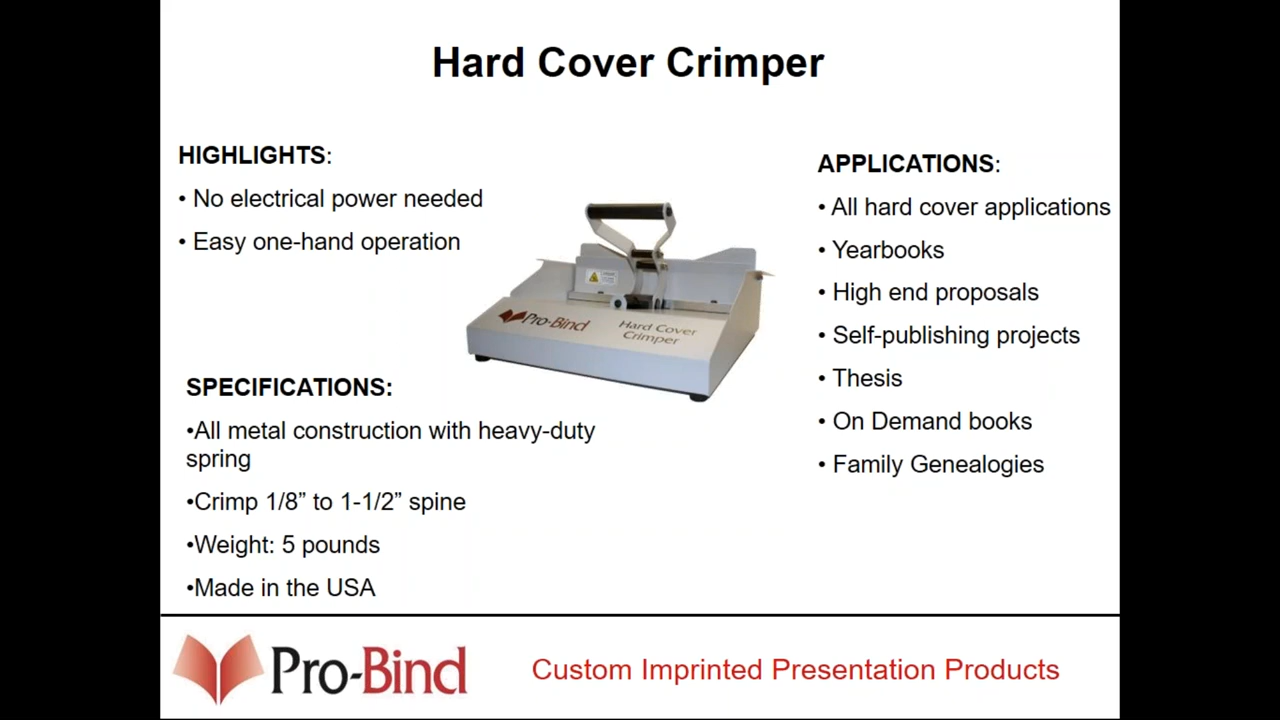 Hard Cover Crimper
HIGHLIGHTS:
• No electrical power needed
• Easy one-hand operation
SPECIFICATIONS:
•All metal construction with heavy-duty
spring
•Crimp 1/8” to 1-1/2” spine
•Weight: 5 pounds
•Made in the USA
Pro-Bind
Hard Cover
Crimper
APPLICATIONS:
• All hard cover applications
• Yearbooks
• High end proposals
• Self-publishing projects
• Thesis
• On Demand books
• Family Genealogies
Pro-Bind
Custom Imprinted Presentation Products